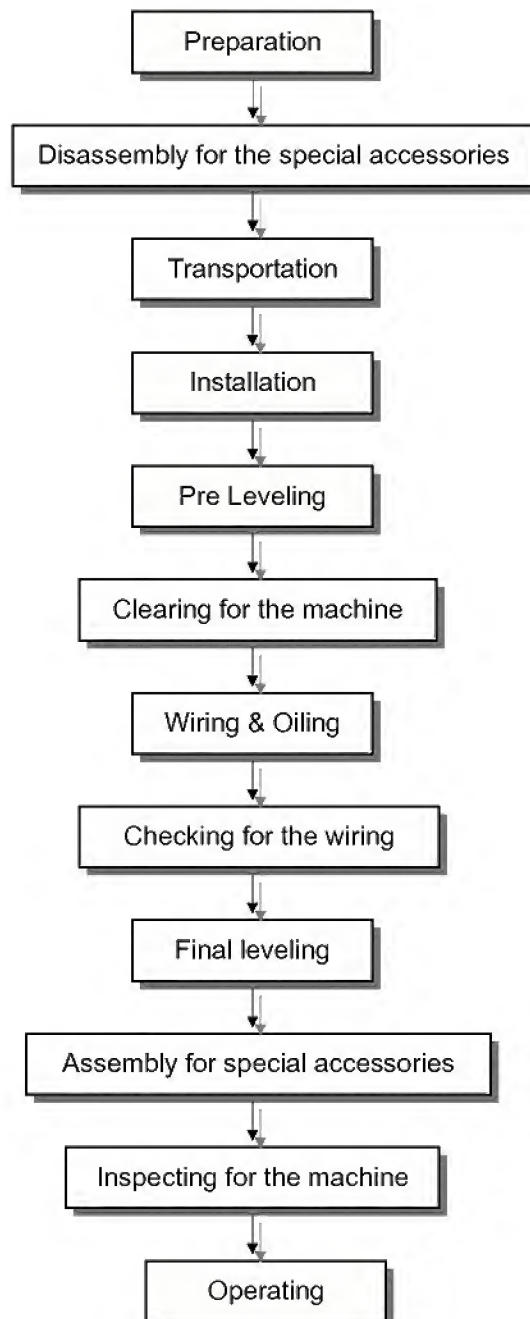 Preparation
Disassembly for the special accessories
Transportation
Installation
Pre Leveling
Clearing for the machine
Wiring & Oiling
Checking for the wiring
Final leveling
Assembly for special accessories
Inspecting for the machine
Operating